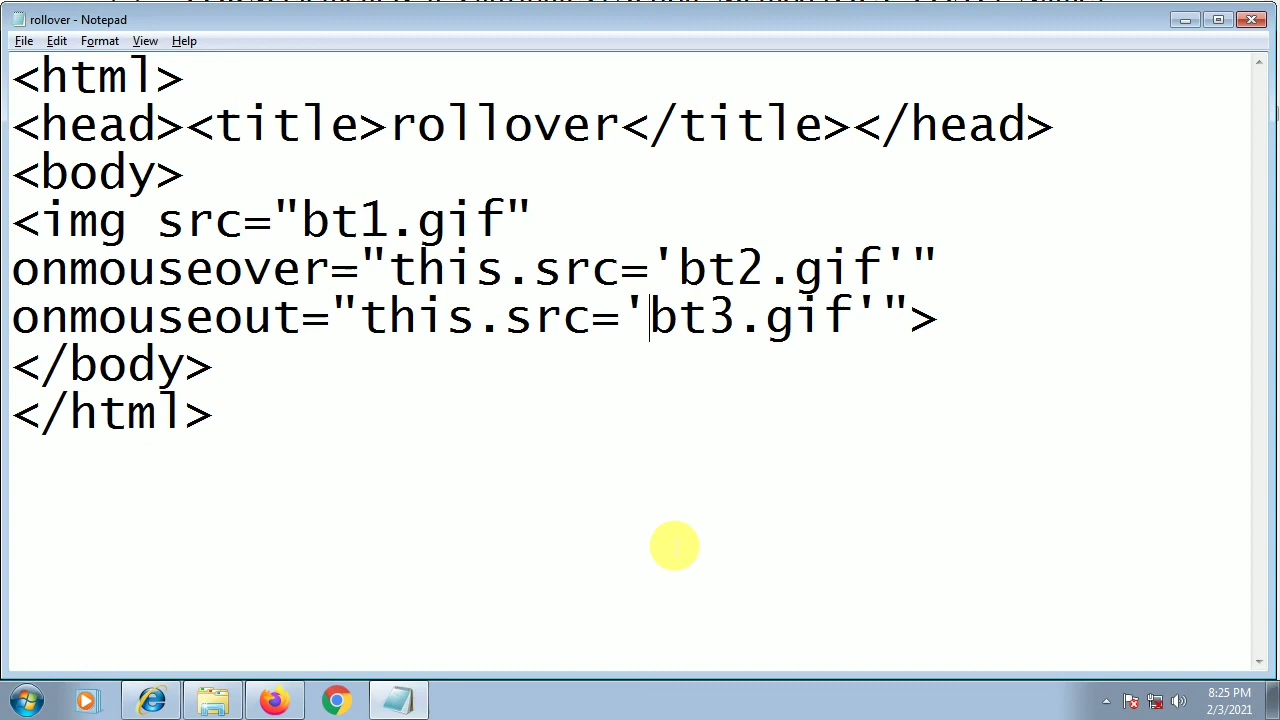 rollover - Notepad
File Edit Format View Help
<html>
<head><title>rollover</title></head>
<body>
<img src="bt1.gif"
onmouseover="this.src='bt2.gif'"
onmouseout="this.src='bt3.gif'">
</body>
</html>
8:25 PM
2/3/2021